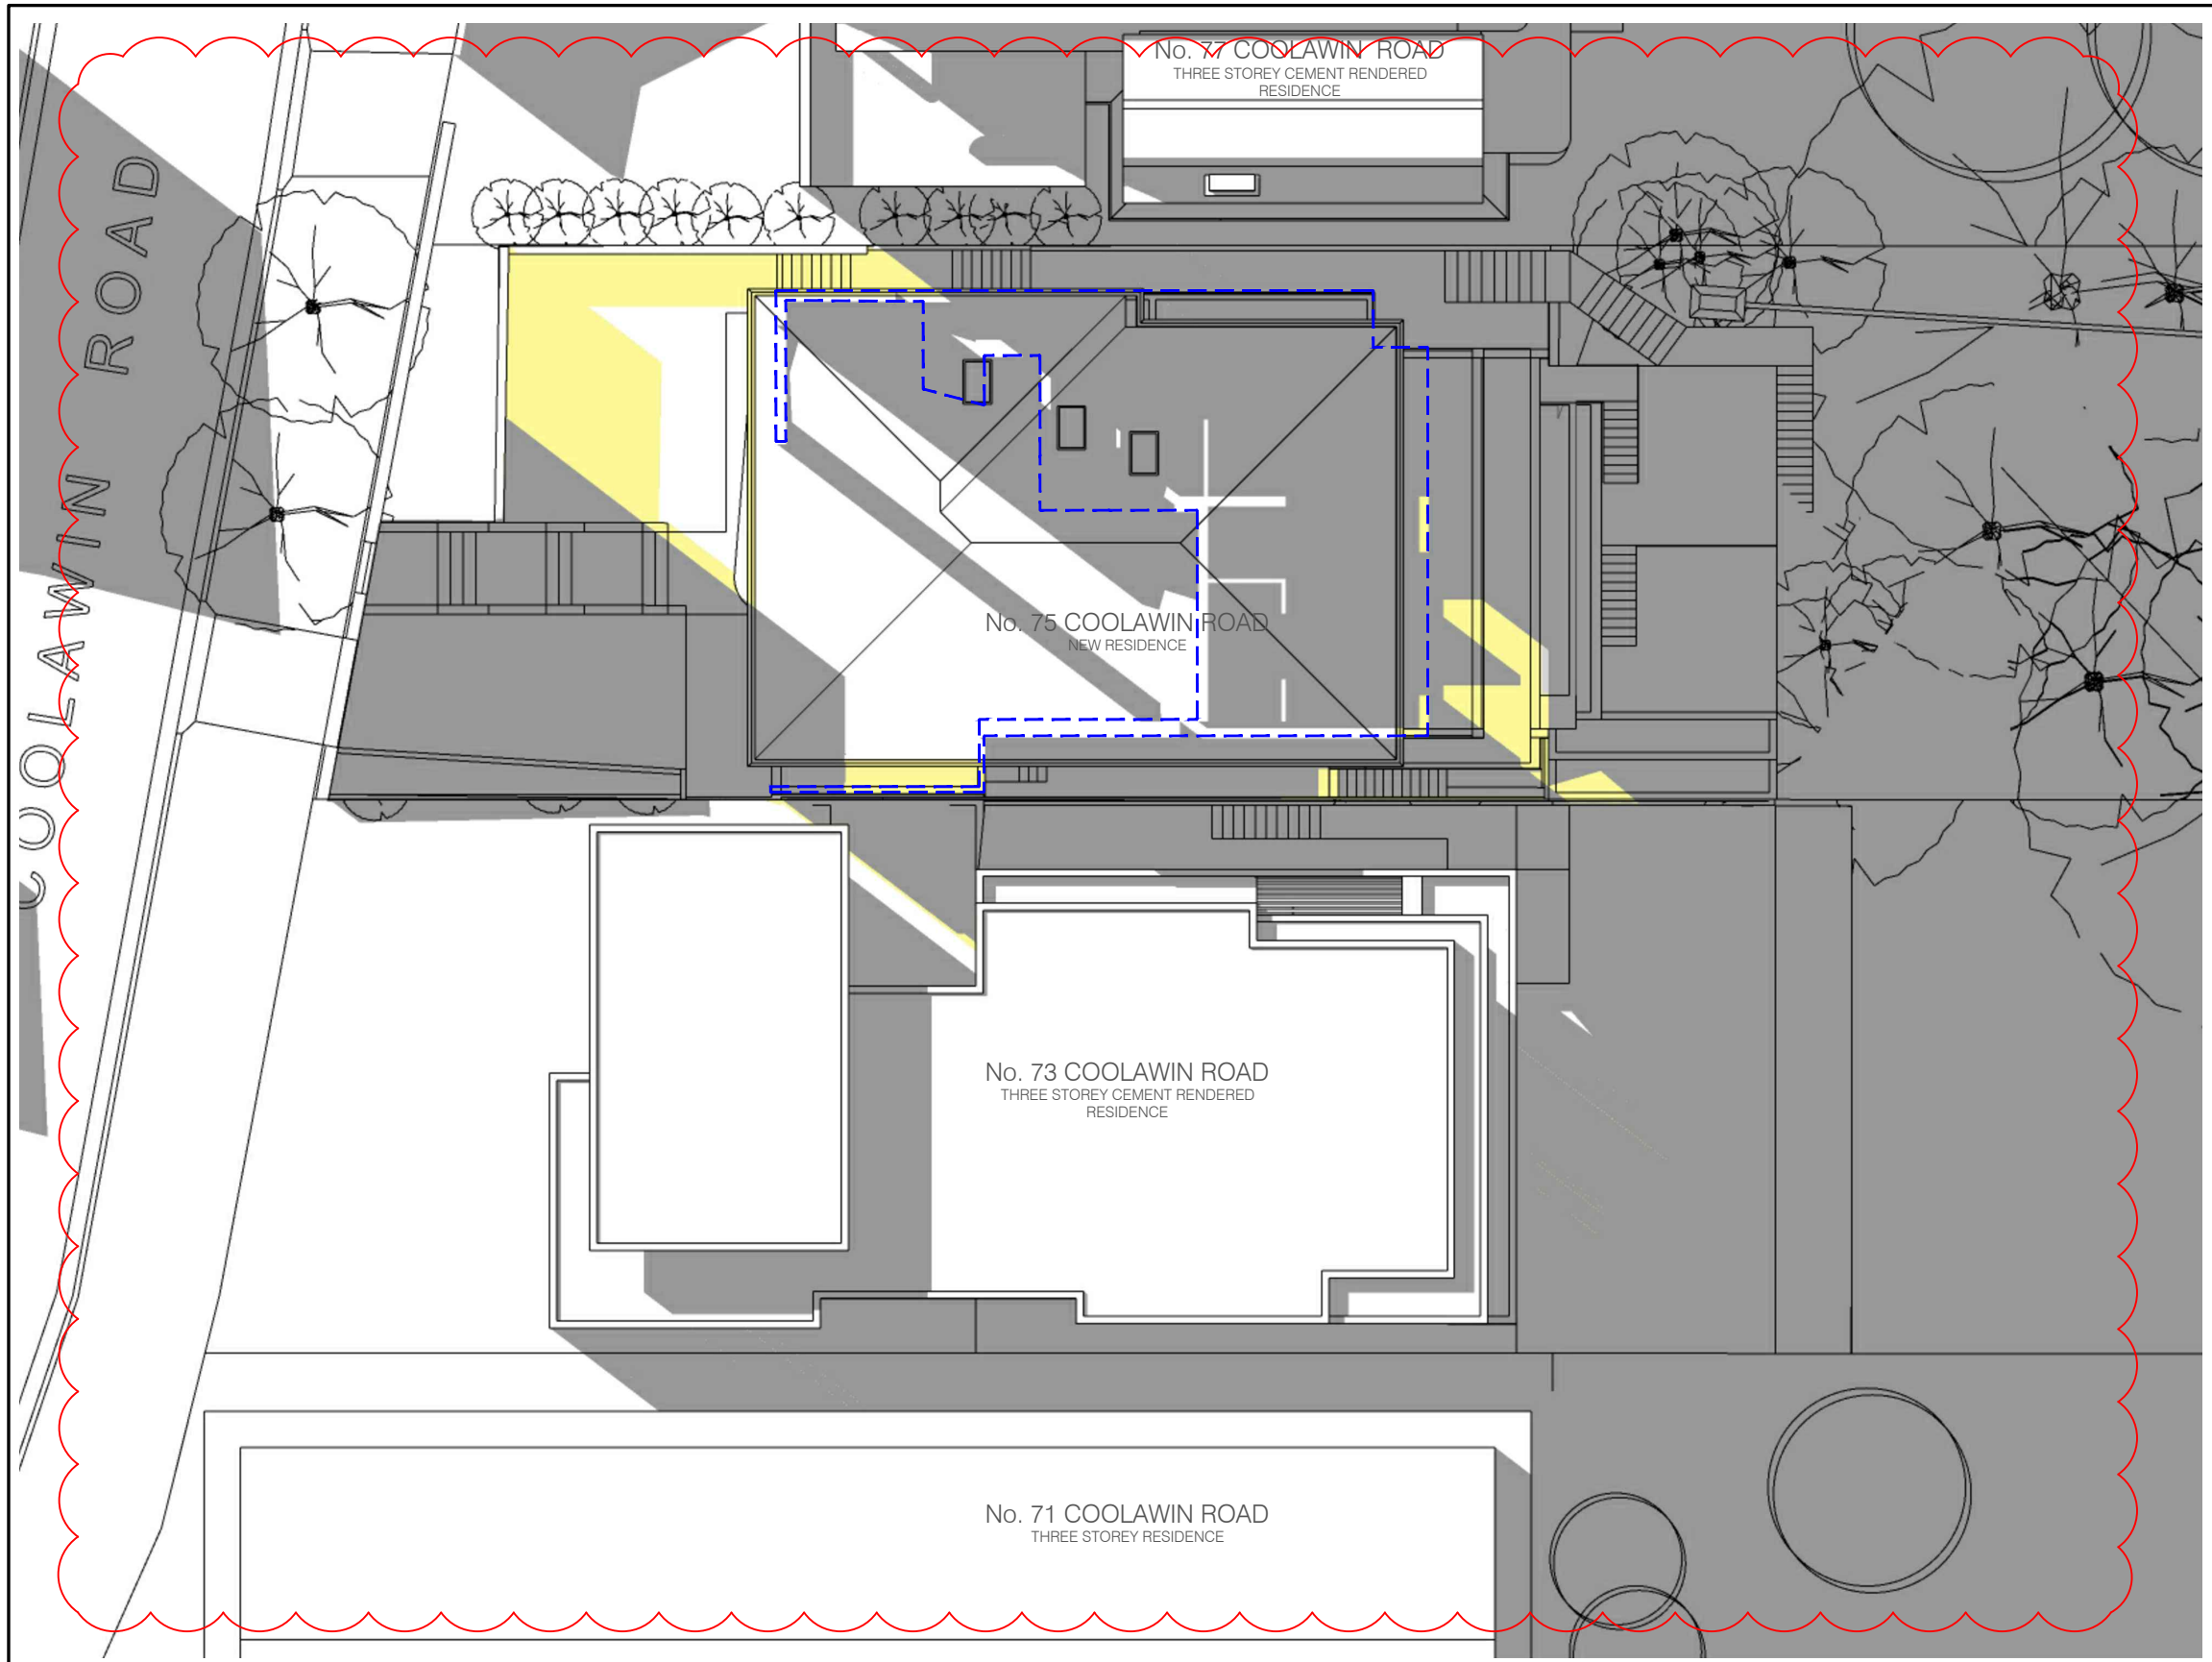 No. 77 COOLAWIN ROAD
THREE STOREY CEMENT RENDERED
RESIDENCE
COOLAWIN ROAD
No. 75 COOLAWIN ROAD
NEW RESIDENCE
No. 73 COOLAWIN ROAD
THREE STOREY CEMENT RENDERED
RESIDENCE
No. 71 COOLAWIN ROAD
THREE STOREY RESIDENCE